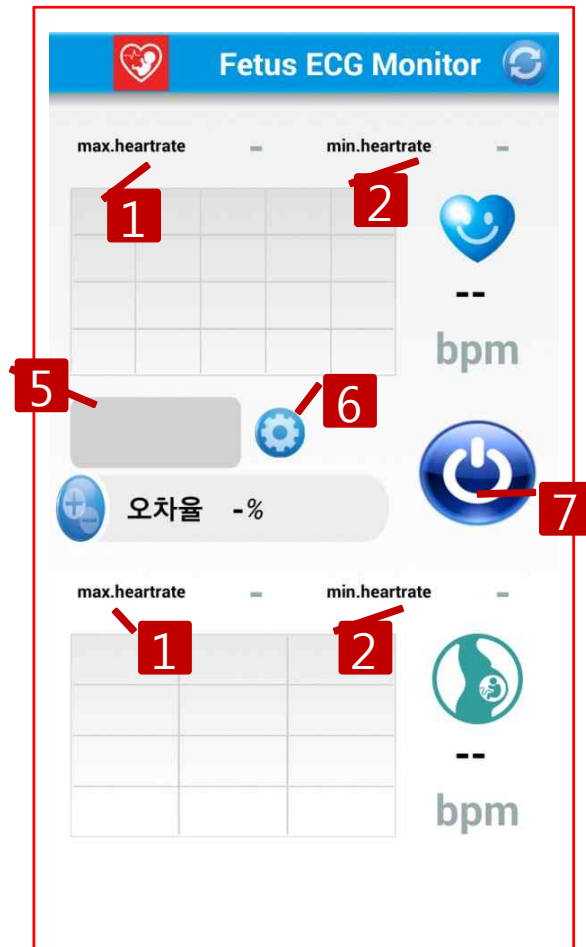 Fetus ECG Monitor
max.heartrate - min.heartrate -
1 2
--
bpm
5 6
오차율 -%
7
max.heartrate - min.heartrate -
1 2
--
bpm